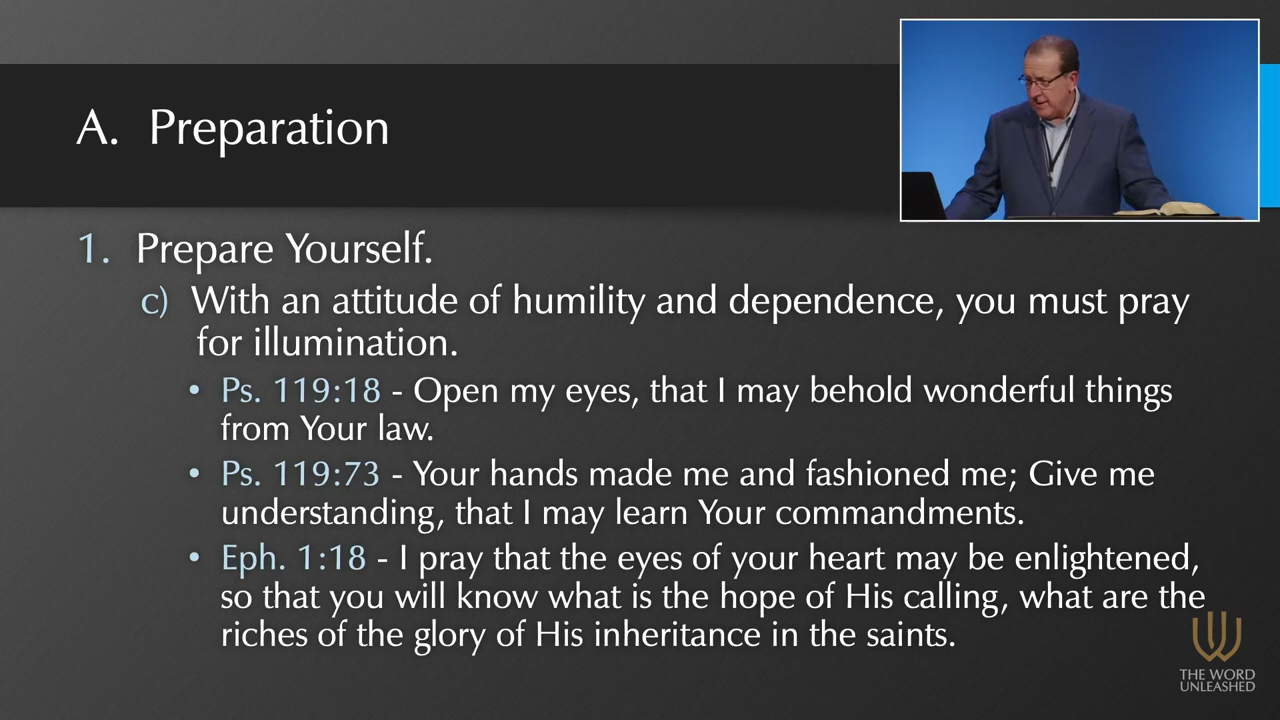 A. Preparation
1. Prepare Yourself.
c) With an attitude of humility and dependence, you must pray
for illumination.
• Ps. 119:18 - Open my eyes, that I may behold wonderful things
from Your law.
• Ps. 119:73 - Your hands made me and fashioned me; Give me
understanding, that I may learn Your commandments.
• Eph. 1:18 - I pray that the eyes of your heart may be enlightened,
so that you will know what is the hope of His calling, what are the
riches of the glory of His inheritance in the saints.
THE WORD
UNLEASHED